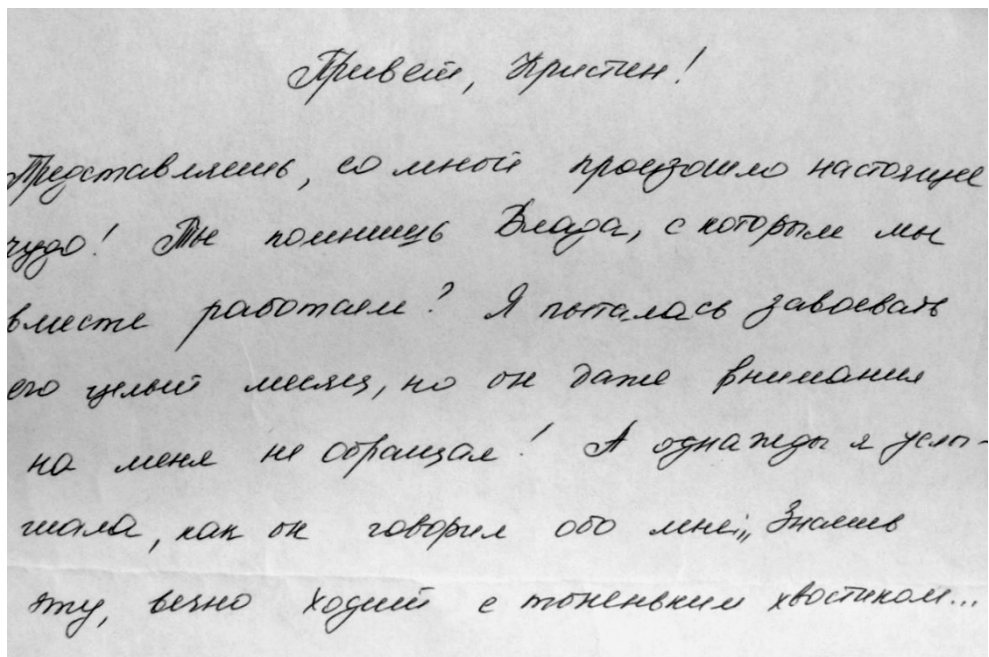 Привет, Кристин!
Представляешь, со мной произошло настоящее
чудо! Ты помнишь Влада, с которым мы
вместе работаем? Я пыталась завоевать
его целый месяц, но он даже внимания
на меня не обращал! А однажды я услы-
шала, как он говорил обо мне: „Знаешь
эту, вечно ходит с тоненьким хвостиком...